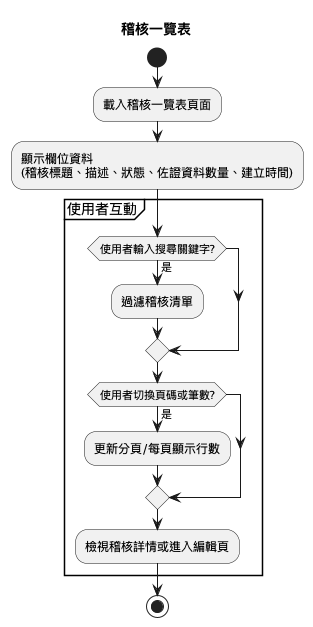 稽核一覽表
載入稽核一覽表頁面
顯示欄位資料
(稽核標題、描述、狀態、佐證資料數量、建立時間)
使用者互動
使用者輸入搜尋關鍵字?
是
過濾稽核清單
使用者切換頁碼或筆數?
是
更新分頁/每頁顯示行數
檢視稽核詳情或進入編輯頁